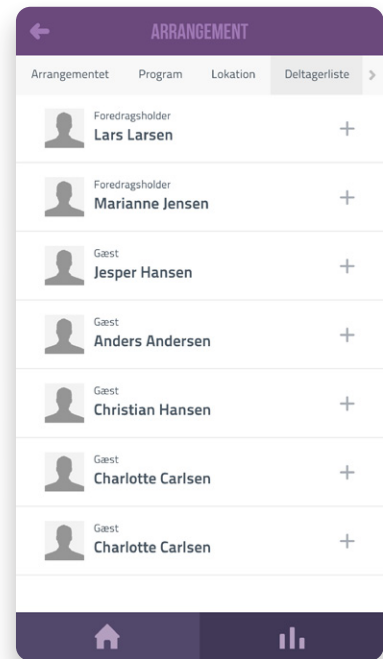 ARRANGEMENT
Arrangementet Program Lokation Deltagerliste
Foredragsholder
Lars Larsen
Foredragsholder
Marianne Jensen
Gæst
Jesper Hansen
Gæst
Anders Andersen
Gæst
Christian Hansen
Gæst
Charlotte Carlsen
Gæst
Charlotte Carlsen